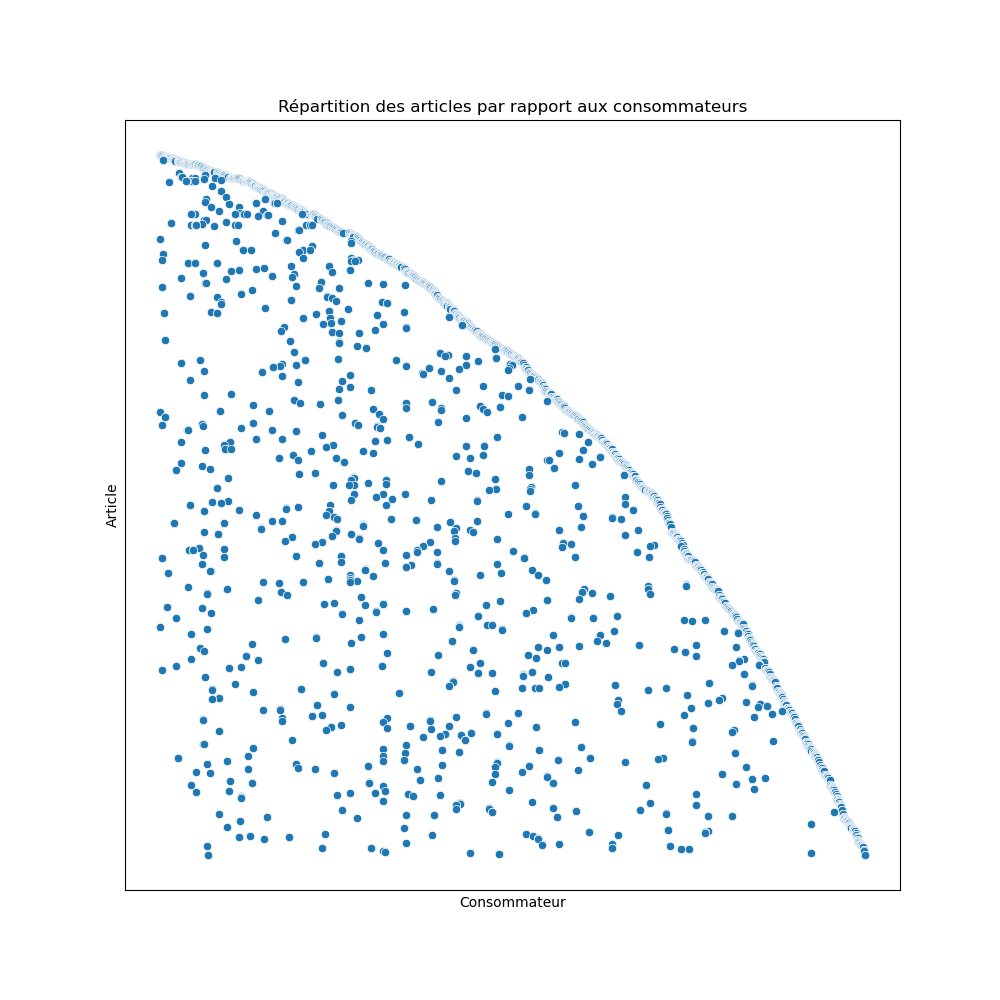 Répartition des articles par rapport aux consommateurs
Article
Consommateur